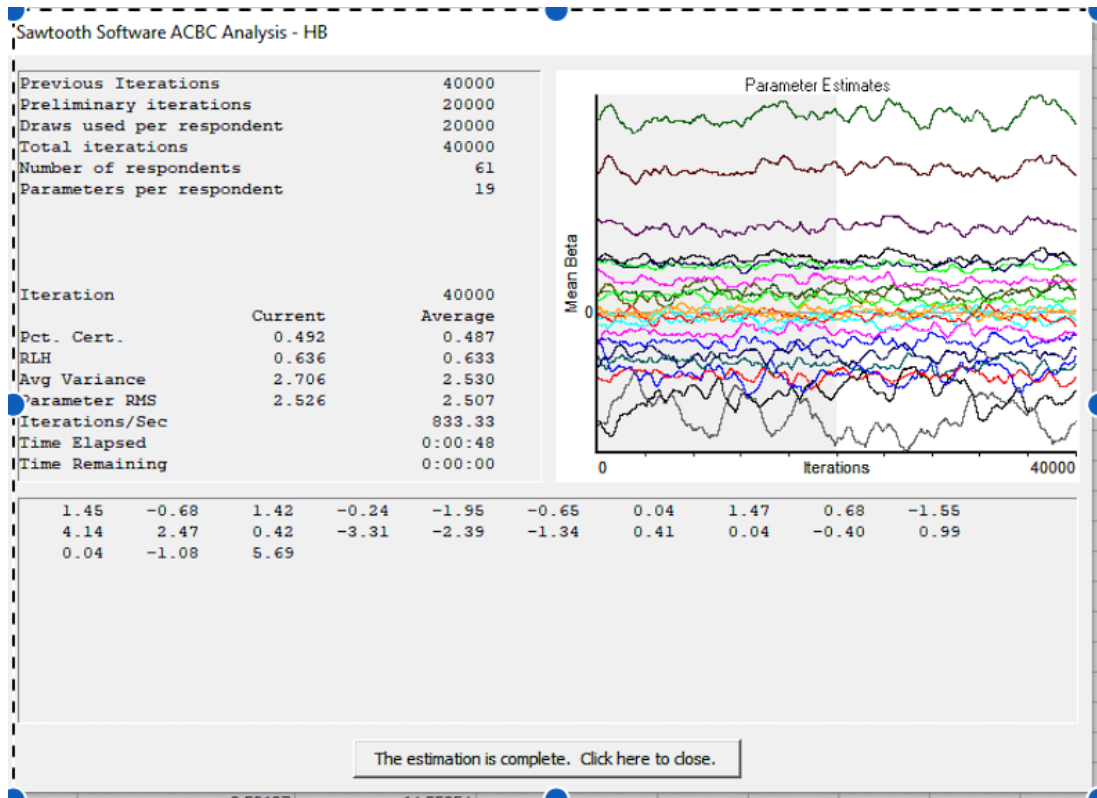 Sawtooth Software ACBC Analysis - HB
Previous Iterations 40000
Preliminary iterations 20000
Draws used per respondent 20000
Total iterations 40000
Number of respondents 61
Parameters per respondent 19
Iteration 40000
Current Average
Pct. Cert. 0.492 0.487
RLH 0.636 0.633
Avg Variance 2.706 2.530
Parameter RMS 2.526 2.507
Iterations/Sec 833.33
Time Elapsed 0:00:48
Time Remaining 0:00:00
Parameter Estimates
Mean Beta
0
0 Iterations 40000
1.45 -0.68 1.42 -0.24 -1.95 -0.65 0.04 1.47 0.68 -1.55
4.14 2.47 0.42 -3.31 -2.39 -1.34 0.41 0.04 -0.40 0.99
0.04 -1.08 5.69
The estimation is complete. Click here to close.